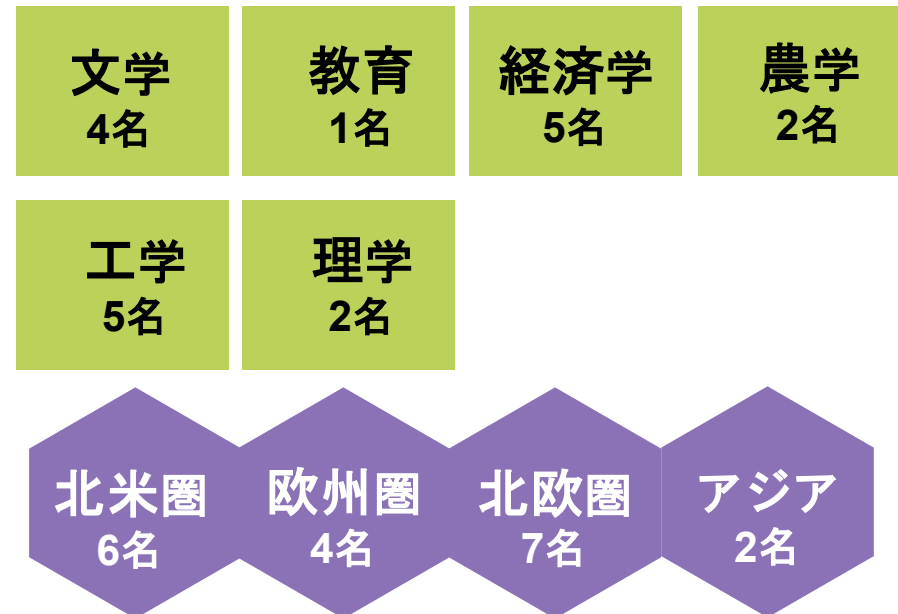 文学
4名
教育
1名
経済学
5名
農学
2名
工学
5名
理学
2名
北米圏
6名
欧州圏
4名
北欧圏
7名
アジア
2名